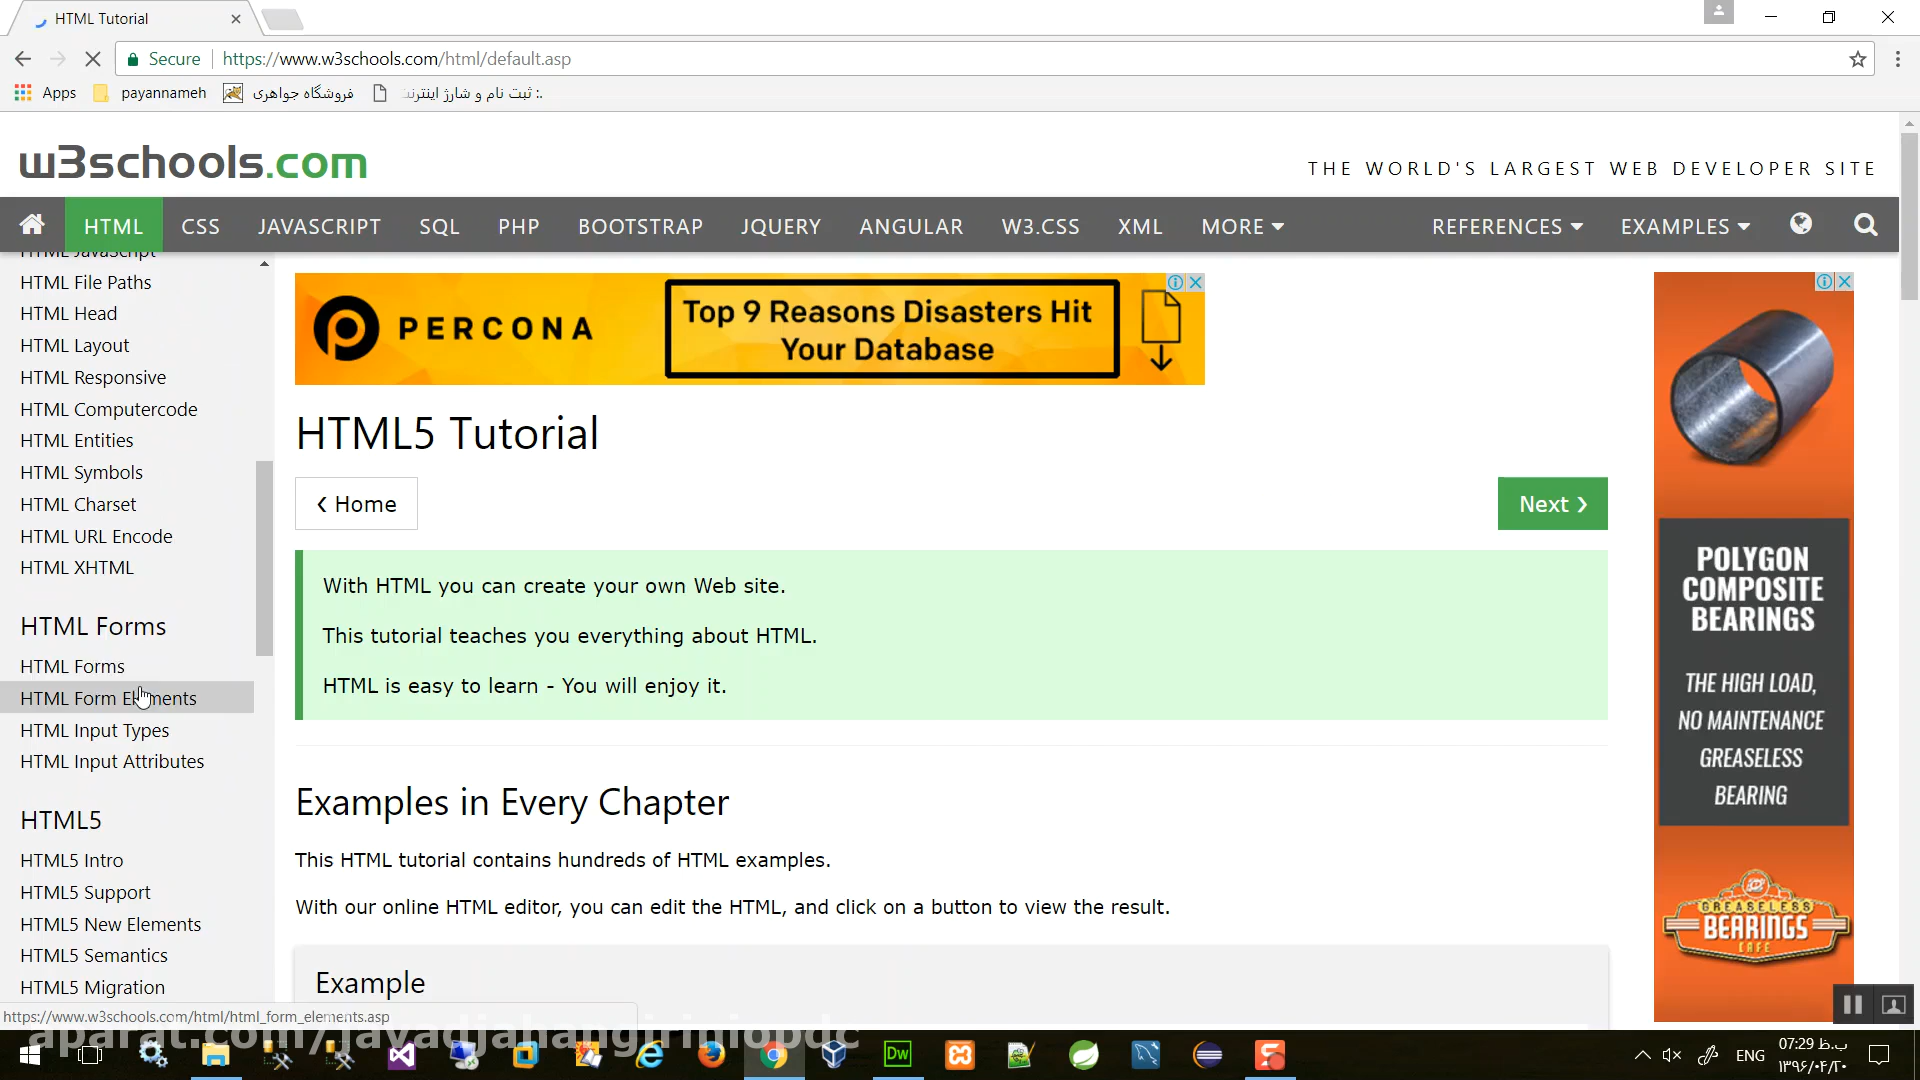 HTML Tutorial
Secure https://www.w3schools.com/html/default.asp
Apps payannameh فروشگاه جواهری ثبت نام و شارژ اینترنت :.
w3schools.com
THE WORLD'S LARGEST WEB DEVELOPER SITE
HTML CSS JAVASCRIPT SQL PHP BOOTSTRAP JQUERY ANGULAR W3.CSS XML MORE REFERENCES EXAMPLES
HTML JavaScript
HTML File Paths
HTML Head
HTML Layout
HTML Responsive
HTML Computercode
HTML Entities
HTML Symbols
HTML Charset
HTML URL Encode
HTML XHTML
HTML Forms
HTML Forms
HTML Form Elements
HTML Input Types
HTML Input Attributes
HTML5
HTML5 Intro
HTML5 Support
HTML5 New Elements
HTML5 Semantics
HTML5 Migration
PERCONA
Top 9 Reasons Disasters Hit
Your Database
HTML5 Tutorial
❮ Home
Next ❯
With HTML you can create your own Web site.
This tutorial teaches you everything about HTML.
HTML is easy to learn - You will enjoy it.
Examples in Every Chapter
This HTML tutorial contains hundreds of HTML examples.
With our online HTML editor, you can edit the HTML, and click on a button to view the result.
Example
POLYGON
COMPOSITE
BEARINGS
THE HIGH LOAD,
NO MAINTENANCE
GREASELESS
BEARING
GREASELESS
BEARINGS
CAFE
https://www.w3schools.com/html/html_form_elements.asp
Dw
ENG
07:29 ب.ظ
۱۳۹۶/۰۴/۲۰